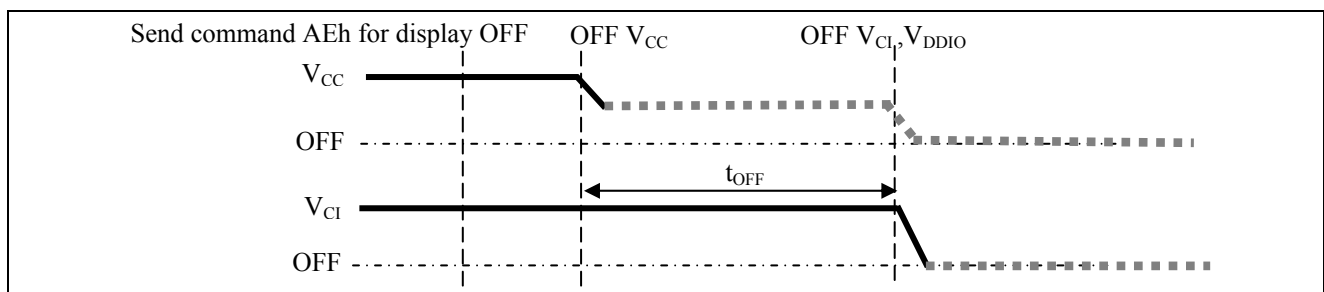 Send command AEh for display OFF OFF VCC OFF VCI ,VDDIO
VCC
OFF
tOFF
VCI
OFF